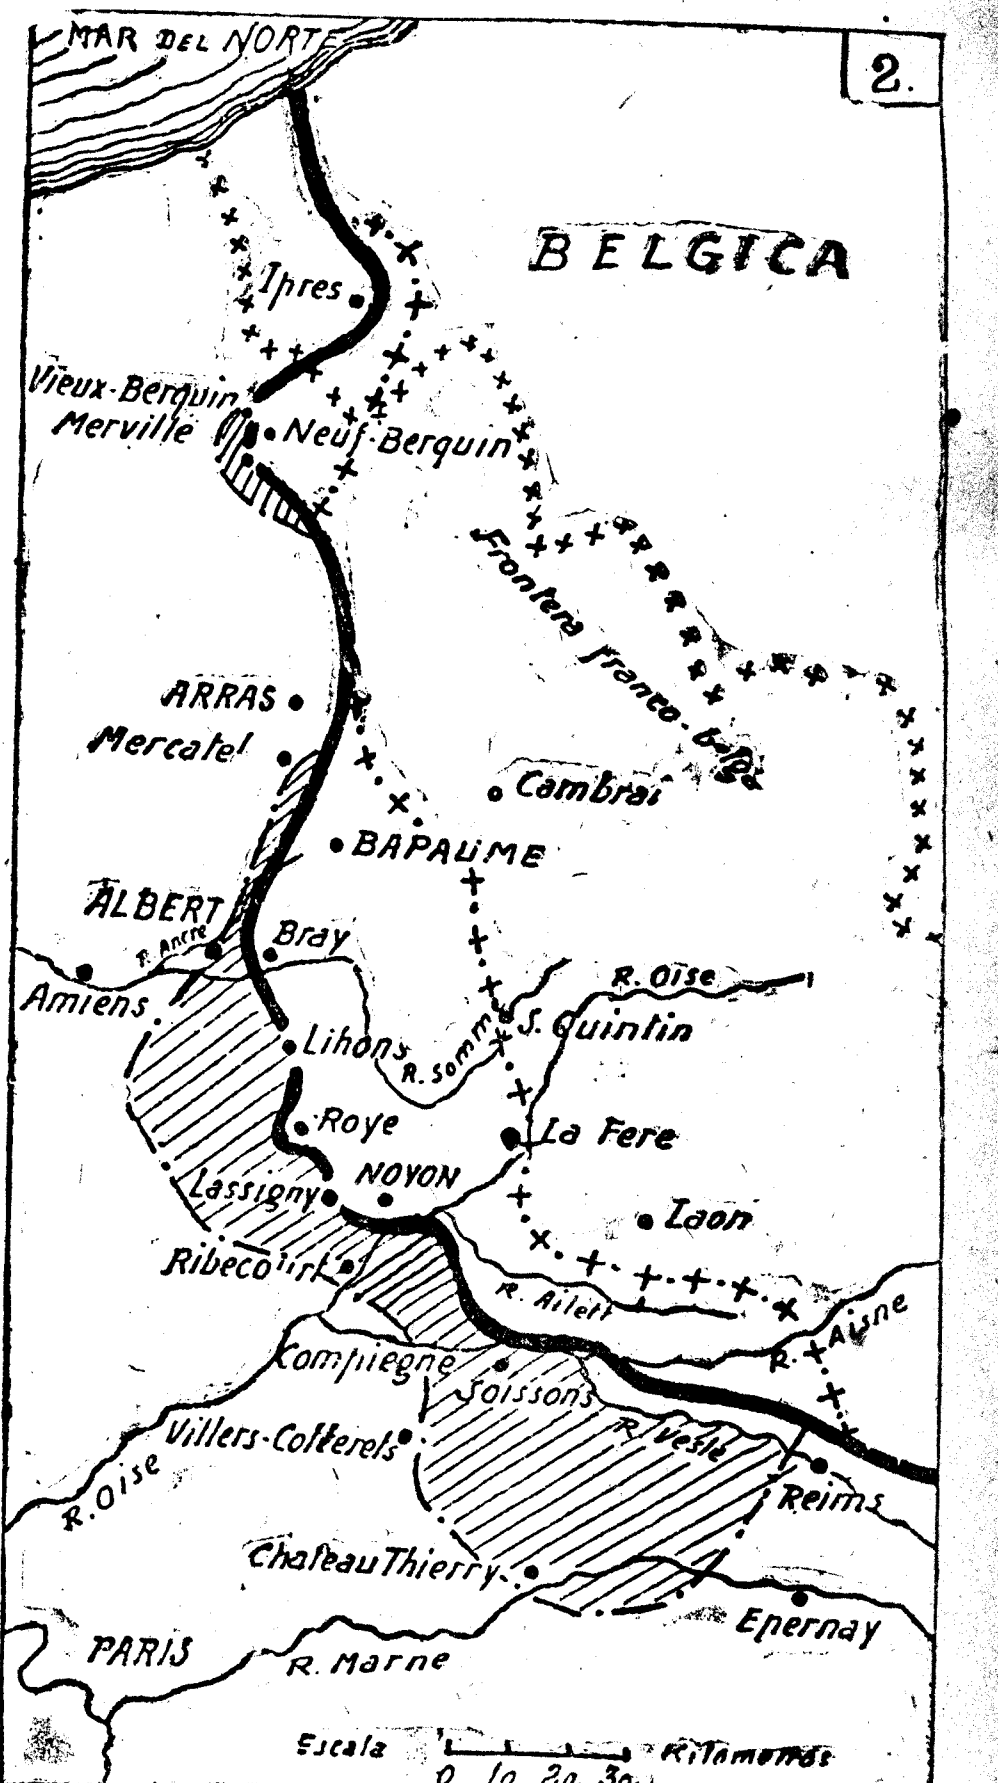 MAR DEL NORTE
2.
BELGICA
Ipres
Vieux-Berquin
Merville
Neuf-Berquin
Frontera franco-belga
ARRAS
Mercatel
Cambrai
BAPAUME
ALBERT
R. Ancre
Bray
Amiens
R. Oise
S. Quintin
Lihons
R. Somme
Roye
La Fere
NOYON
Lassigny
Laon
Ribecourt
R. Ailett
R. Aisne
Compiegne
Soissons
Villers-Cotterets
R. Vesle
R. Oise
Reims
Chateau Thierry
Epernay
PARIS
R. Marne
Escala
Kilometros
0 10 20 30